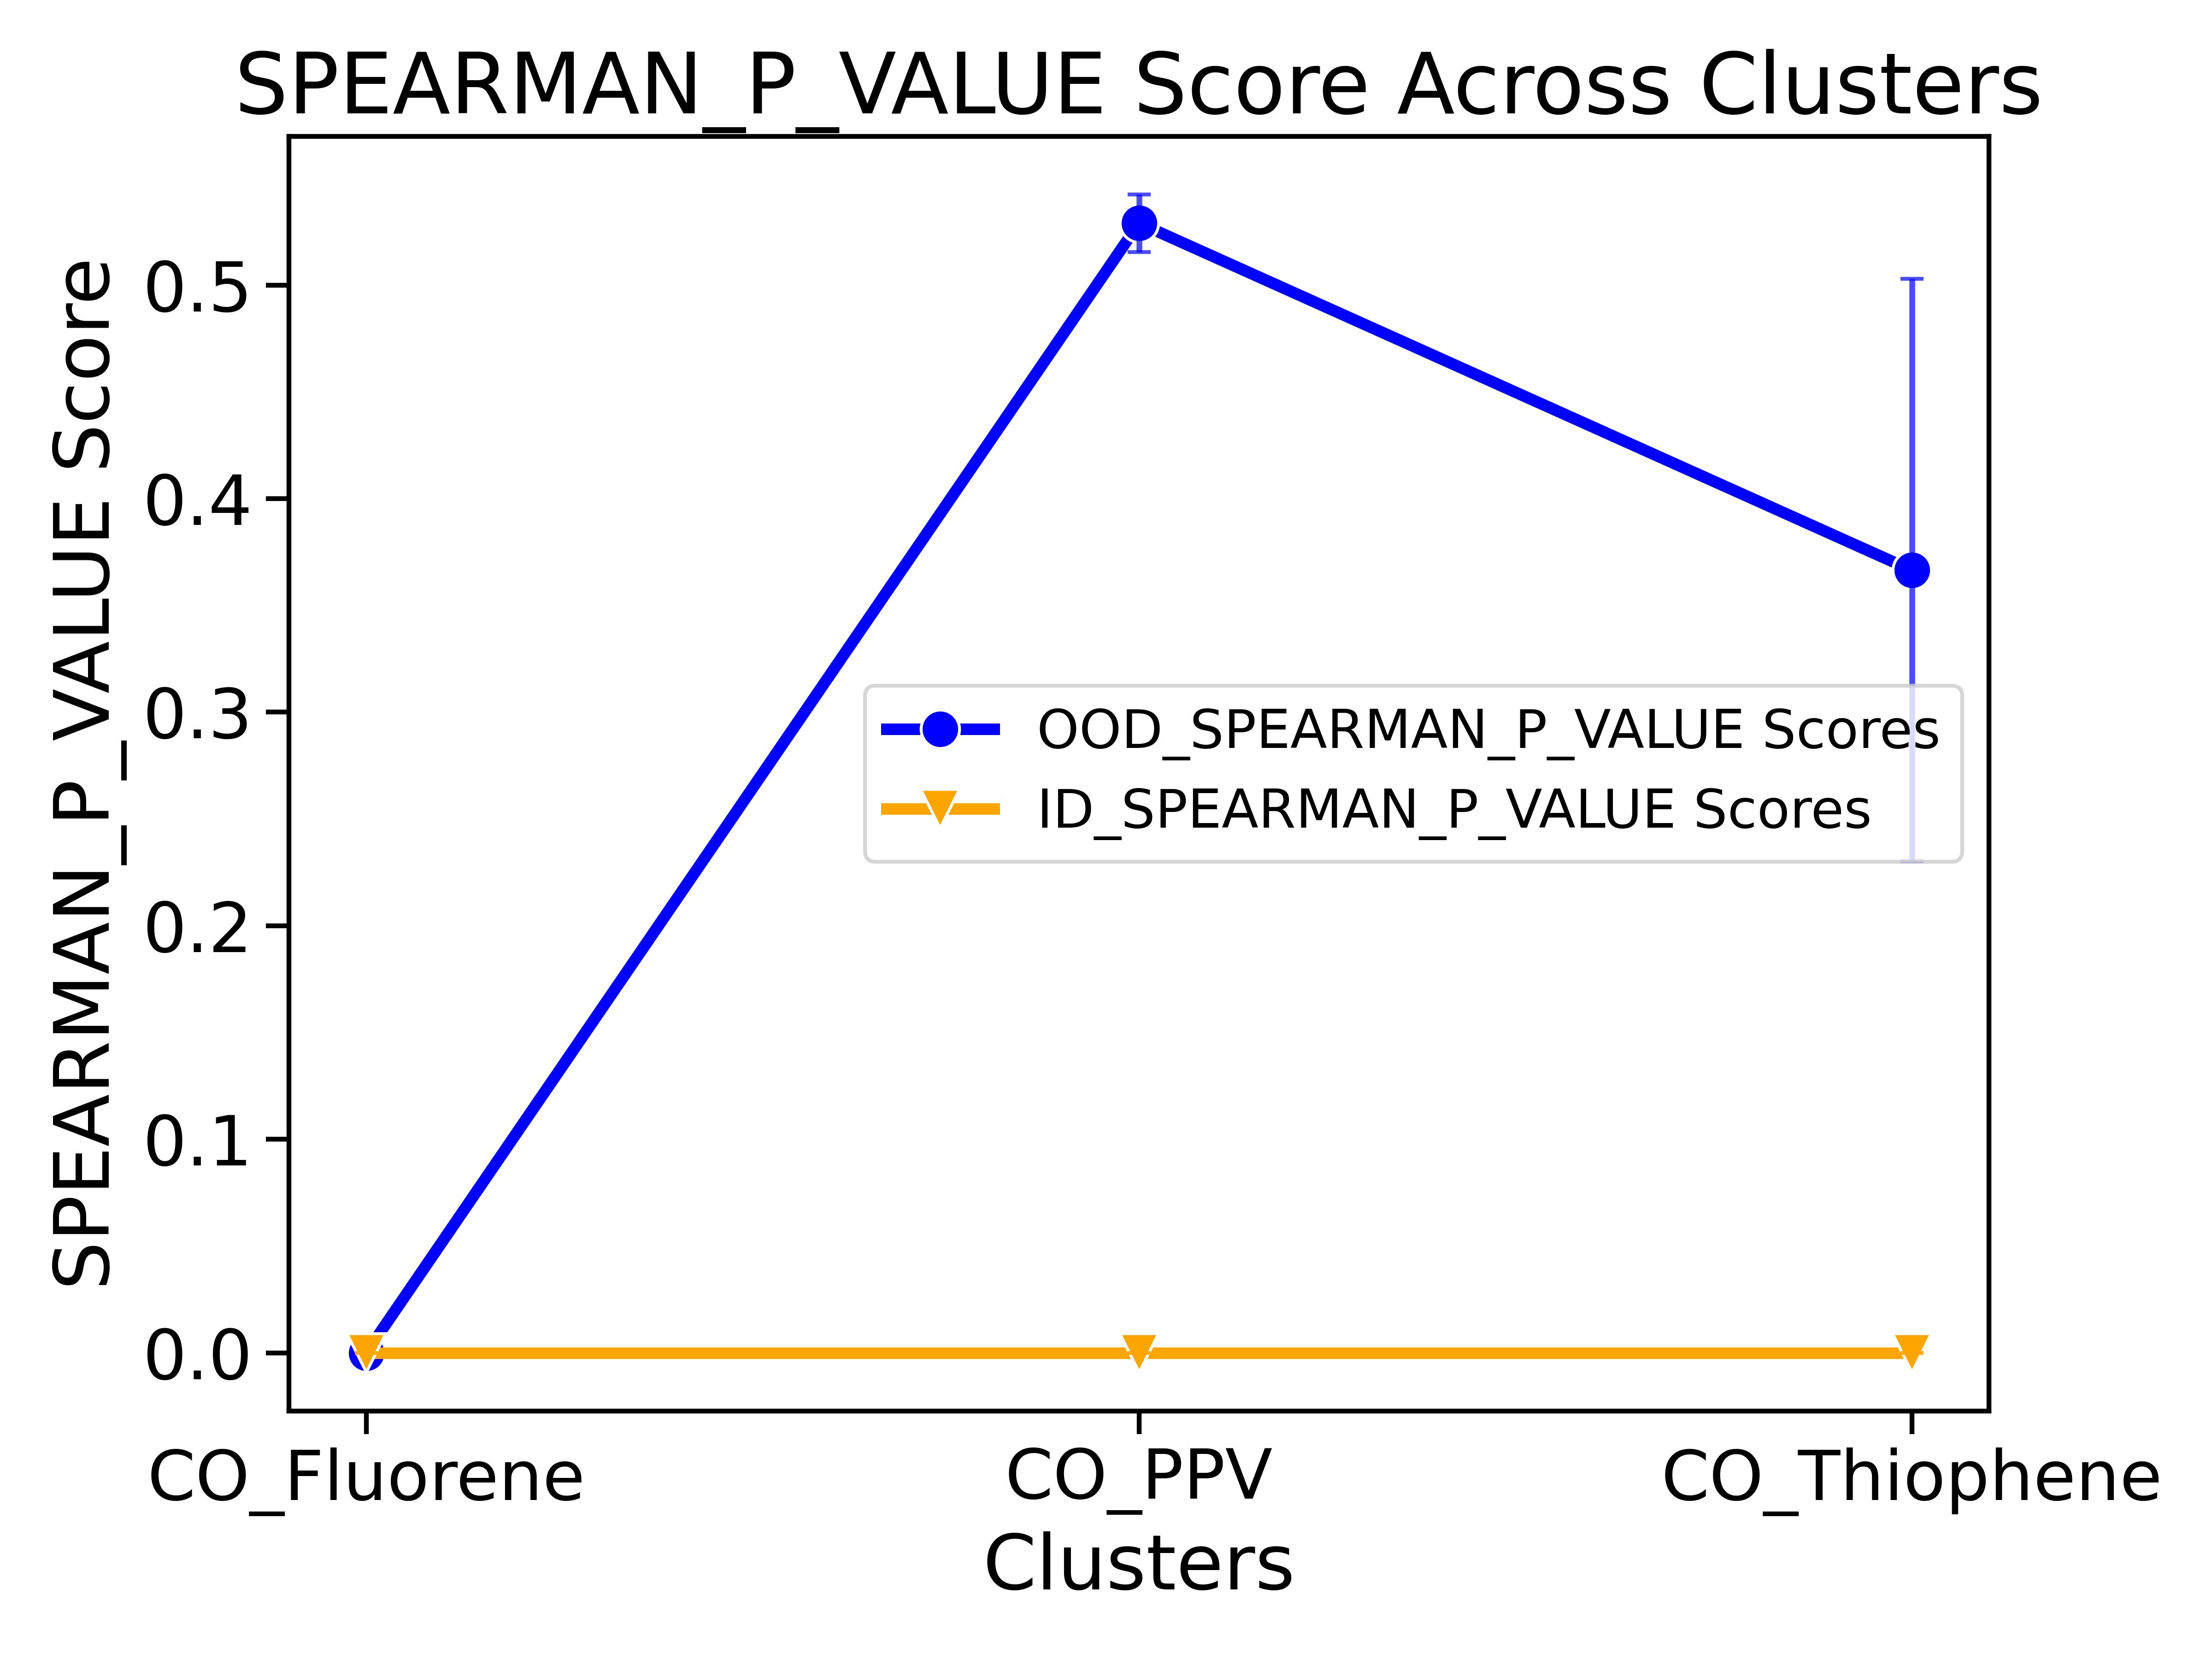 SPEARMAN_P_VALUE Score Across Clusters
SPEARMAN_P_VALUE Score
0.5
0.4
0.3
0.2
0.1
0.0
OOD_SPEARMAN_P_VALUE Scores
ID_SPEARMAN_P_VALUE Scores
CO_Fluorene
CO_PPV
CO_Thiophene
Clusters